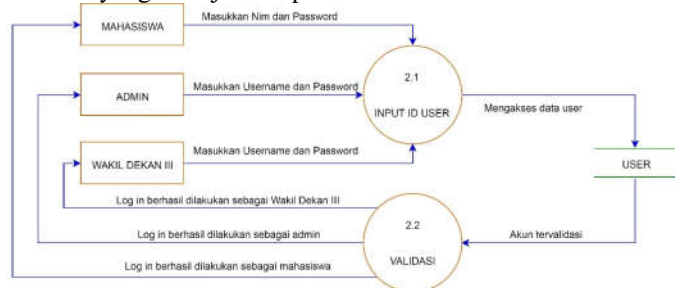 MAHASISWA
Masukkan Nim dan Password
2.1
INPUT ID USER
ADMIN
Masukkan Username dan Password
Mengakses data user
WAKIL DEKAN III
Masukkan Username dan Password
USER
Log in berhasil dilakukan sebagai Wakil Dekan III
2.2
VALIDASI
Log in berhasil dilakukan sebagai admin
Akun tervalidasi
Log in berhasil dilakukan sebagai mahasiswa